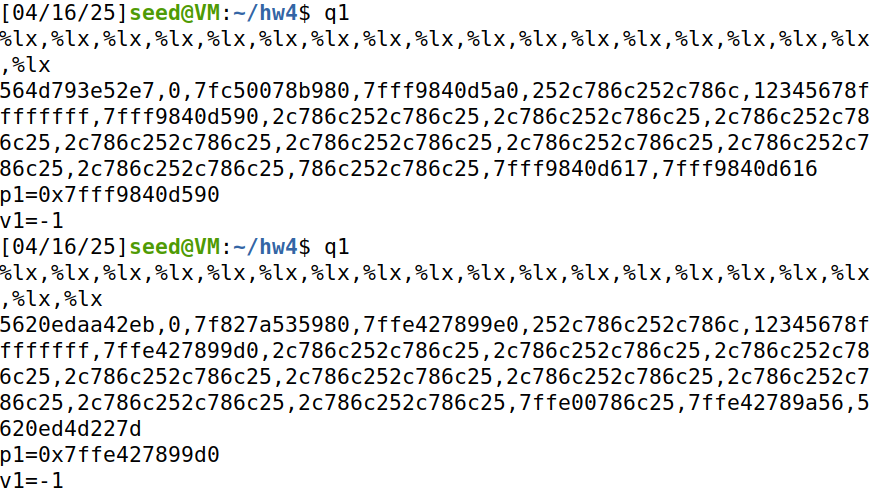 [04/16/25]seed@VM:~/hw4$ q1
%lx,%lx,%lx,%lx,%lx,%lx,%lx,%lx,%lx,%lx,%lx,%lx,%lx,%lx,%lx,%lx,%lx
,%lx
564d793e52e7,0,7fc50078b980,7fff9840d5a0,252c786c252c786c,12345678f
fffffff,7fff9840d590,2c786c252c786c25,2c786c252c786c25,2c786c252c78
6c25,2c786c252c786c25,2c786c252c786c25,2c786c252c786c25,2c786c252c7
86c25,2c786c252c786c25,786c252c786c25,7fff9840d617,7fff9840d616
p1=0x7fff9840d590
v1=-1
[04/16/25]seed@VM:~/hw4$ q1
%lx,%lx,%lx,%lx,%lx,%lx,%lx,%lx,%lx,%lx,%lx,%lx,%lx,%lx,%lx,%lx,%lx
,%lx,%lx
5620edaa42eb,0,7f827a535980,7ffe427899e0,252c786c252c786c,12345678f
fffffff,7ffe427899d0,2c786c252c786c25,2c786c252c786c25,2c786c252c78
6c25,2c786c252c786c25,2c786c252c786c25,2c786c252c786c25,2c786c252c7
86c25,2c786c252c786c25,2c786c252c786c25,7ffe00786c25,7ffe42789a56,5
620ed4d227d
p1=0x7ffe427899d0
v1=-1